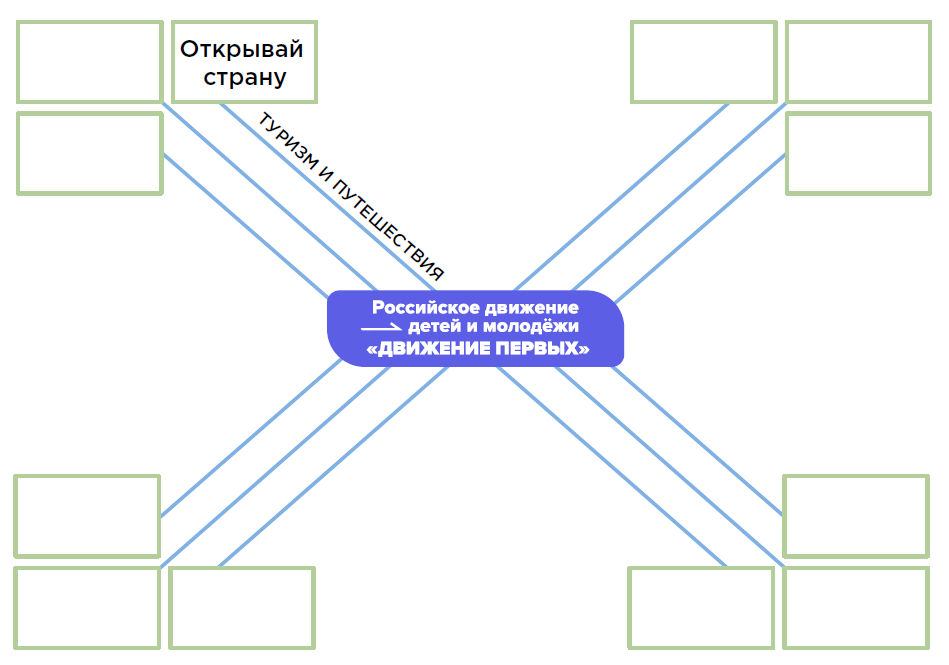 Открывай
страну
ТУРИЗМ И ПУТЕШЕСТВИЯ
Российское движение
детей и молодёжи
«ДВИЖЕНИЕ ПЕРВЫХ»